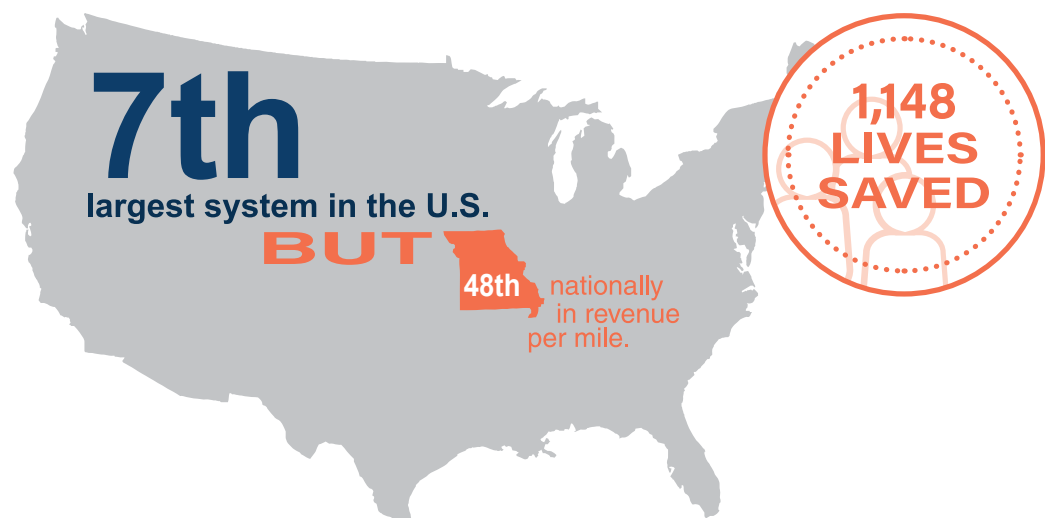 7th
largest system in the U.S.
BUT
48th
nationally
in revenue
per mile.
1,148
LIVES
SAVED